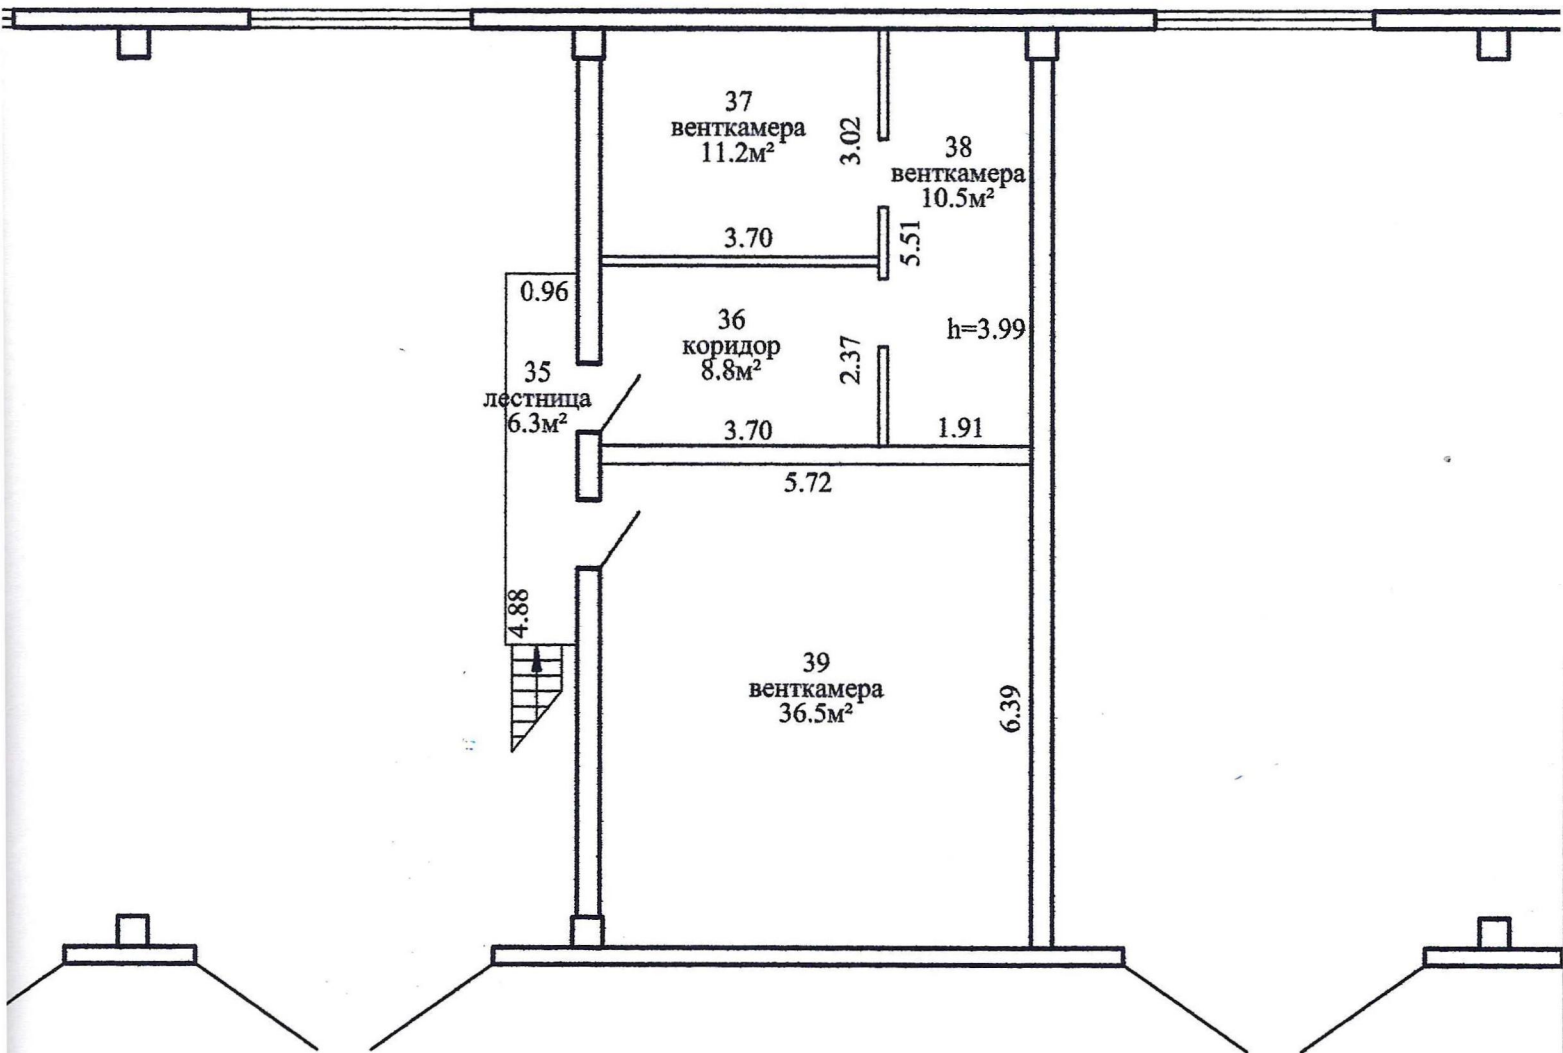 37
венткамера
11.2м²
3.02
38
венткамера
10.5м²
3.70
5.51
0.96
36
коридор
8.8м²
h=3.99
2.37
35
лестница
6.3м²
3.70
1.91
5.72
4.88
39
венткамера
36.5м²
6.39